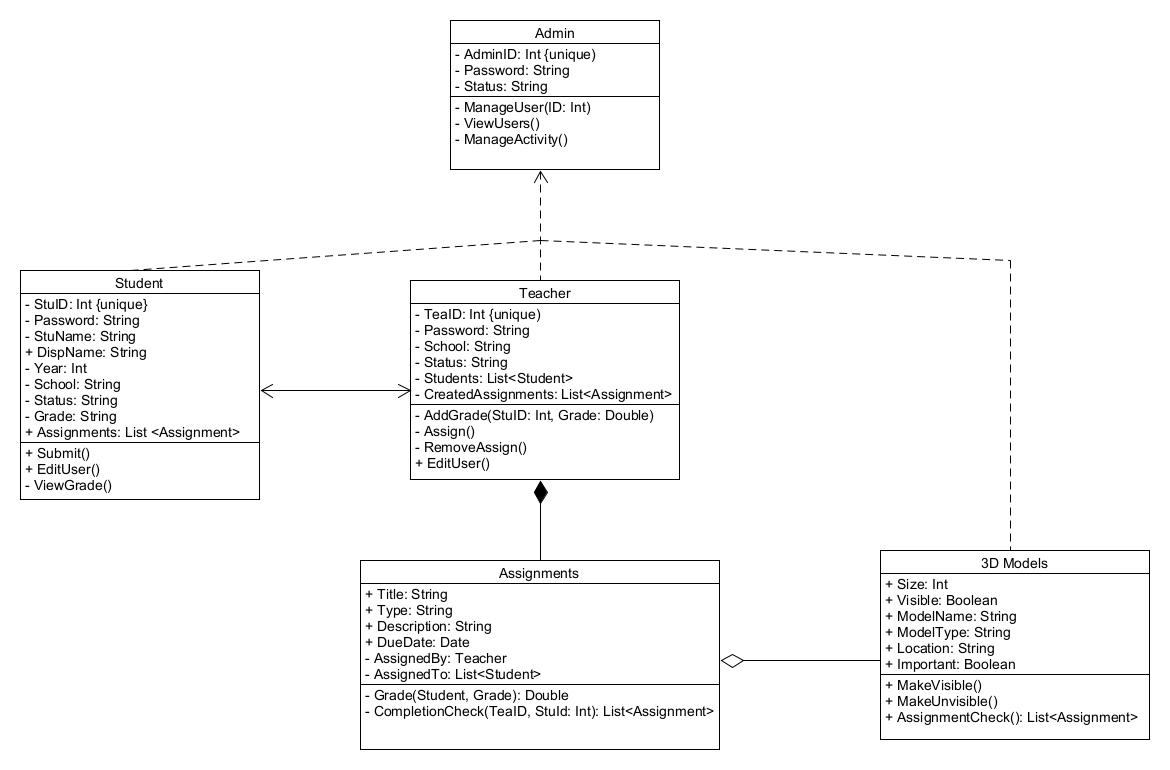 Admin
- AdminID: Int {unique)
- Password: String
- Status: String
- ManageUser(ID: Int)
- ViewUsers()
- ManageActivity()
Student
- StuID: Int {unique}
- Password: String
- StuName: String
+ DispName: String
- Year: Int
- School: String
- Status: String
- Grade: String
+ Assignments: List <Assignment>
+ Submit()
+ EditUser()
- ViewGrade()
Teacher
- TeaID: Int {unique)
- Password: String
- School: String
- Status: String
- Students: List<Student>
- CreatedAssignments: List<Assignment>
- AddGrade(StuID: Int, Grade: Double)
- Assign()
- RemoveAssign()
+ EditUser()
Assignments
+ Title: String
+ Type: String
+ Description: String
+ DueDate: Date
- AssignedBy: Teacher
- AssignedTo: List<Student>
- Grade(Student, Grade): Double
- CompletionCheck(TeaID, StuId: Int): List<Assignment>
3D Models
+ Size: Int
+ Visible: Boolean
+ ModelName: String
+ ModelType: String
+ Location: String
+ Important: Boolean
+ MakeVisible()
+ MakeUnvisible()
+ AssignmentCheck(): List<Assignment>